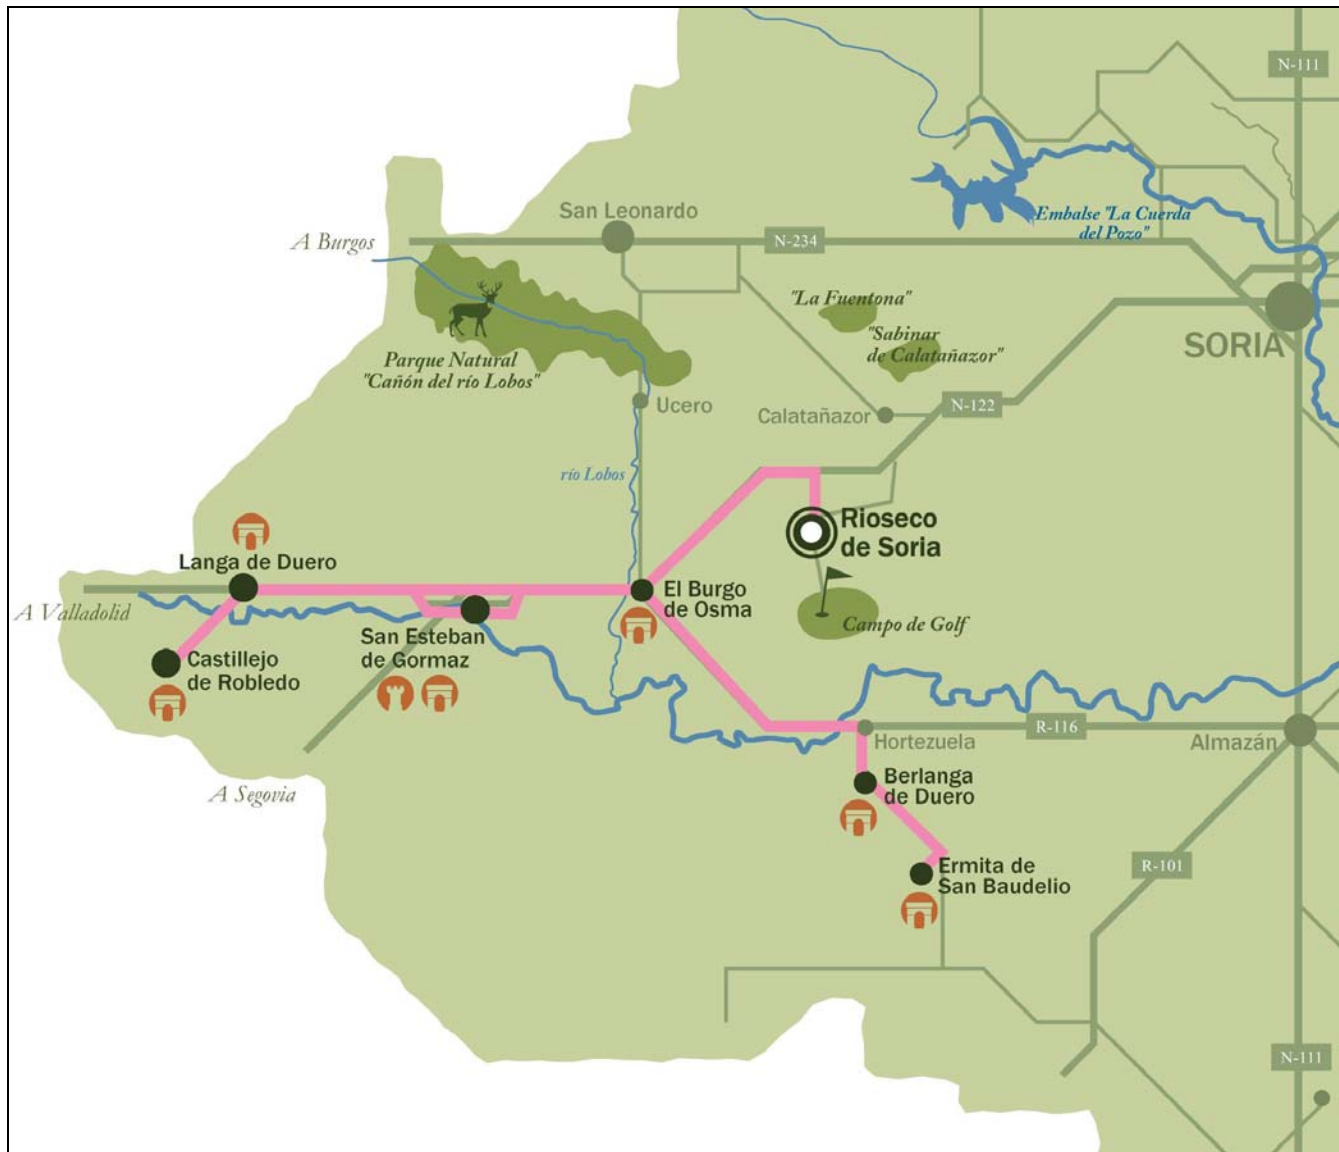 N-111
San Leonardo
A Burgos
N-234
Embalse "La Cuerda
del Pozo"
"La Fuentona"
"Sabinar
de Calatañazor"
SORIA
Parque Natural
"Cañón del río Lobos"
Ucero
Calatañazor
N-122
río Lobos
Rioseco
de Soria
Langa de Duero
El Burgo
de Osma
A Valladolid
Campo de Golf
San Esteban
de Gormaz
Castillejo
de Robledo
R-116
Hortezuela
Almazán
A Segovia
Berlanga
de Duero
Ermita de
San Baudelio
R-101
N-111